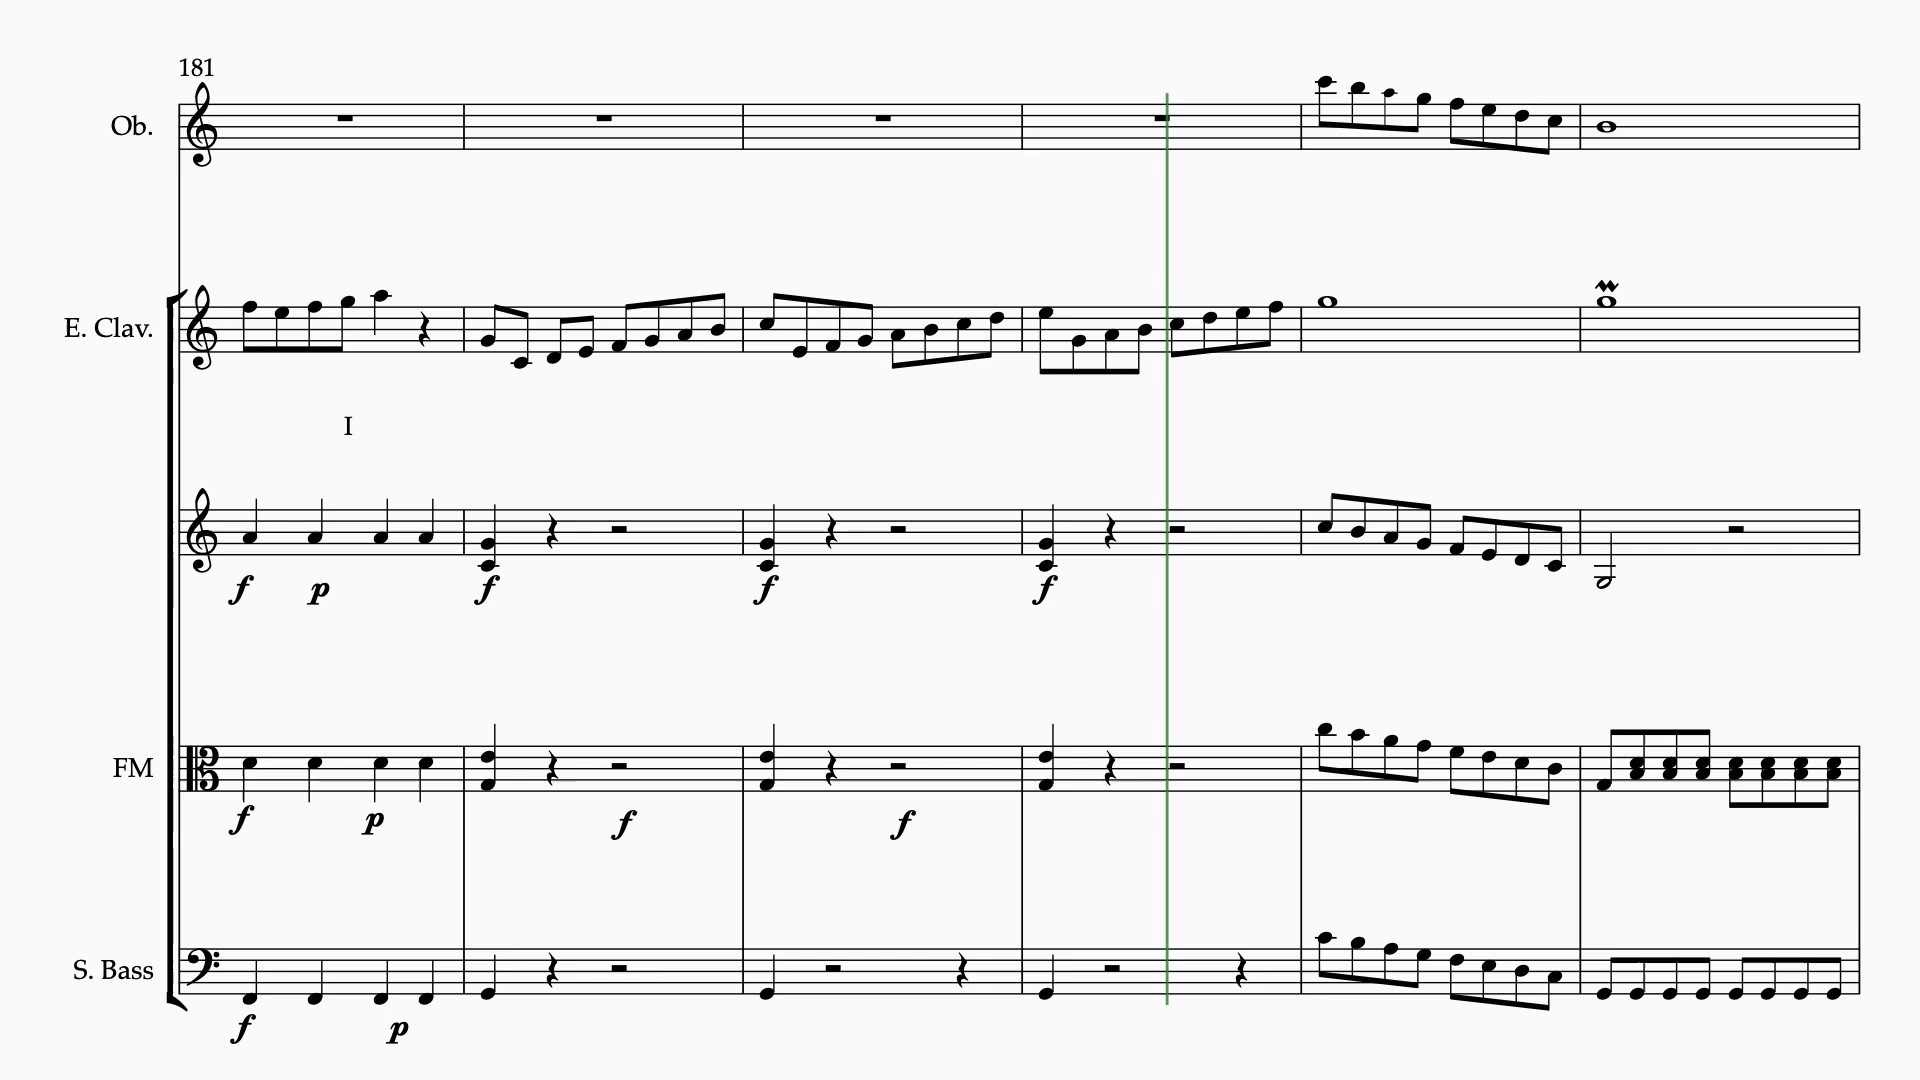 181
Ob.
E. Clav.
I
f p f f f
FM
f p f f
S. Bass
f p